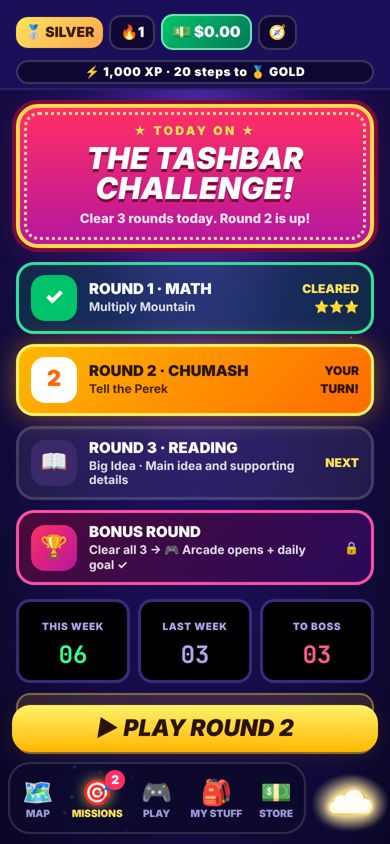 SILVER
1
$0.00
1,000 XP · 20 steps to GOLD
★ TODAY ON ★
THE TASHBAR
CHALLENGE!
Clear 3 rounds today. Round 2 is up!
ROUND 1 · MATH
Multiply Mountain
CLEARED
ROUND 2 · CHUMASH
Tell the Perek
YOUR
TURN!
2
ROUND 3 · READING
Big Idea · Main idea and supporting
details
NEXT
BONUS ROUND
Clear all 3 → 🎮 Arcade opens + daily
goal ✓
THIS WEEK
06
LAST WEEK
03
TO BOSS
03
▶ PLAY ROUND 2
MAP
2
MISSIONS
PLAY
MY STUFF
STORE